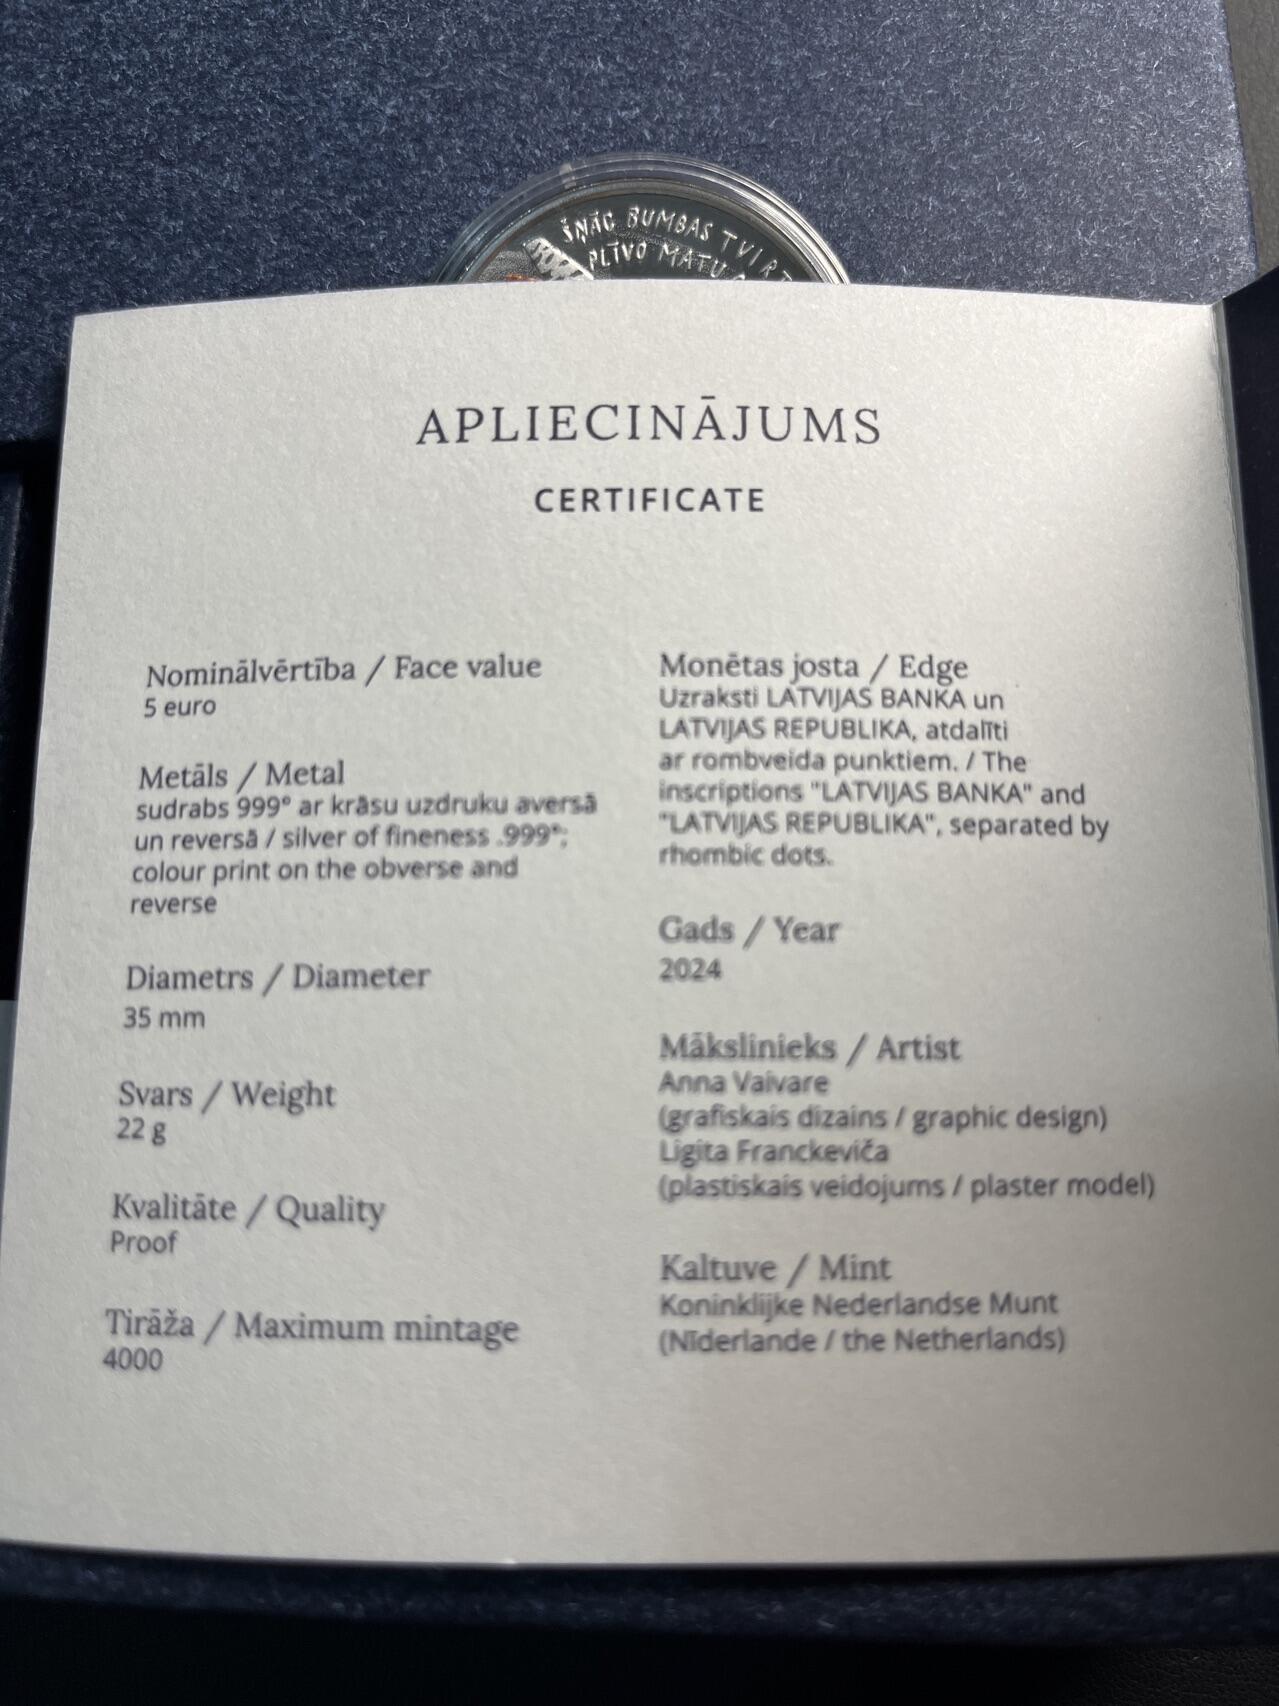 ŠŅĀC BUMBAS TVIRT
PLĪVO MATU
APLIECINĀJUMS
CERTIFICATE
Nominālvērtība / Face value
5 euro
Metāls / Metal
sudrabs 999° ar krāsu uzdruku aversā
un reversā / silver of fineness .999°;
colour print on the obverse and
reverse
Diametrs / Diameter
35 mm
Svars / Weight
22 g
Kvalitāte / Quality
Proof
Tirāža / Maximum mintage
4000
Monētas josta / Edge
Uzraksti LATVIJAS BANKA un
LATVIJAS REPUBLIKA, atdalīti
ar rombveida punktiem. / The
inscriptions "LATVIJAS BANKA" and
"LATVIJAS REPUBLIKA", separated by
rhombic dots.
Gads / Year
2024
Mākslinieks / Artist
Anna Vaivare
(grafiskais dizains / graphic design)
Ligita Franckeviča
(plastiskais veidojums / plaster model)
Kaltuve / Mint
Koninklijke Nederlandse Munt
(Nīderlande / the Netherlands)